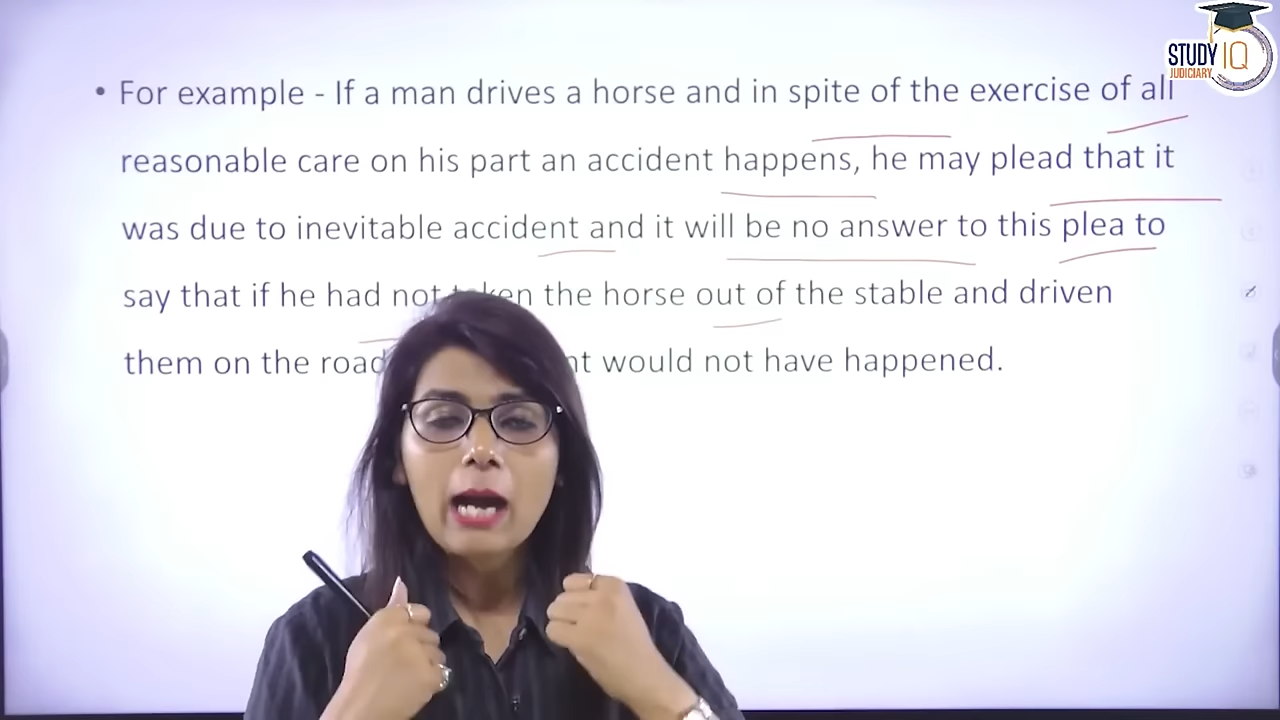 • For example - If a man drives a horse and in spite of the exercise of all
reasonable care on his part an accident happens, he may plead that it
was due to inevitable accident and it will be no answer to this plea to
say that if he had not taken the horse out of the stable and driven
them on the road would not have happened.
STUDY IQ
JUDICIARY